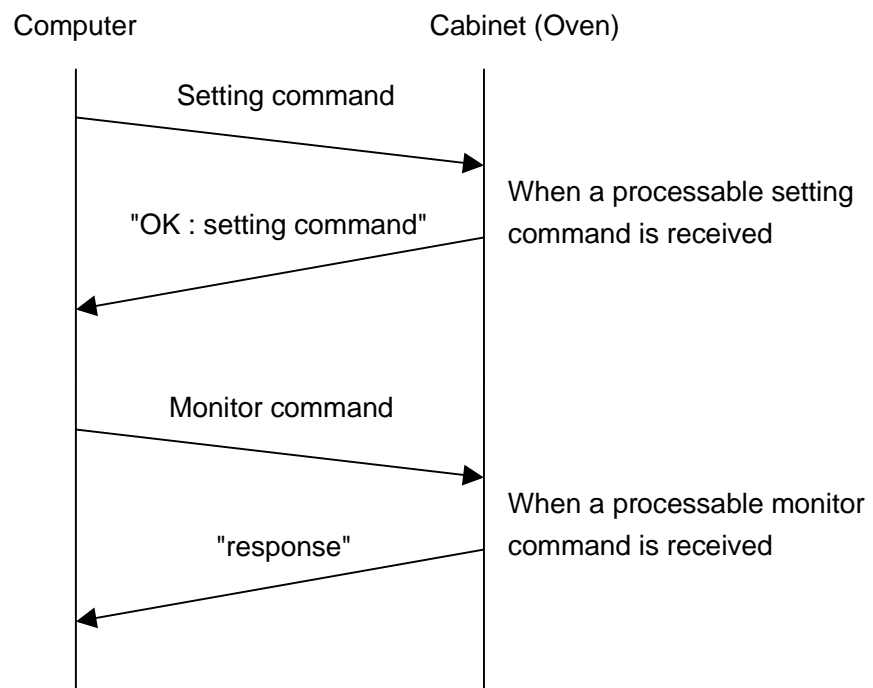 Computer
Cabinet (Oven)
Setting command
When a processable setting
command is received
"OK : setting command"
Monitor command
When a processable monitor
command is received
"response"